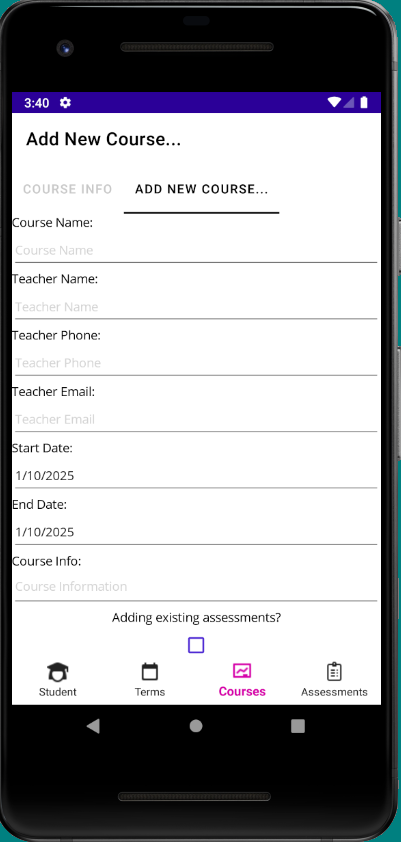 3:40
Add New Course...
COURSE INFO ADD NEW COURSE...
Course Name:
Course Name
Teacher Name:
Teacher Name
Teacher Phone:
Teacher Phone
Teacher Email:
Teacher Email
Start Date:
1/10/2025
End Date:
1/10/2025
Course Info:
Course Information
Adding existing assessments?
Student Terms Courses Assessments